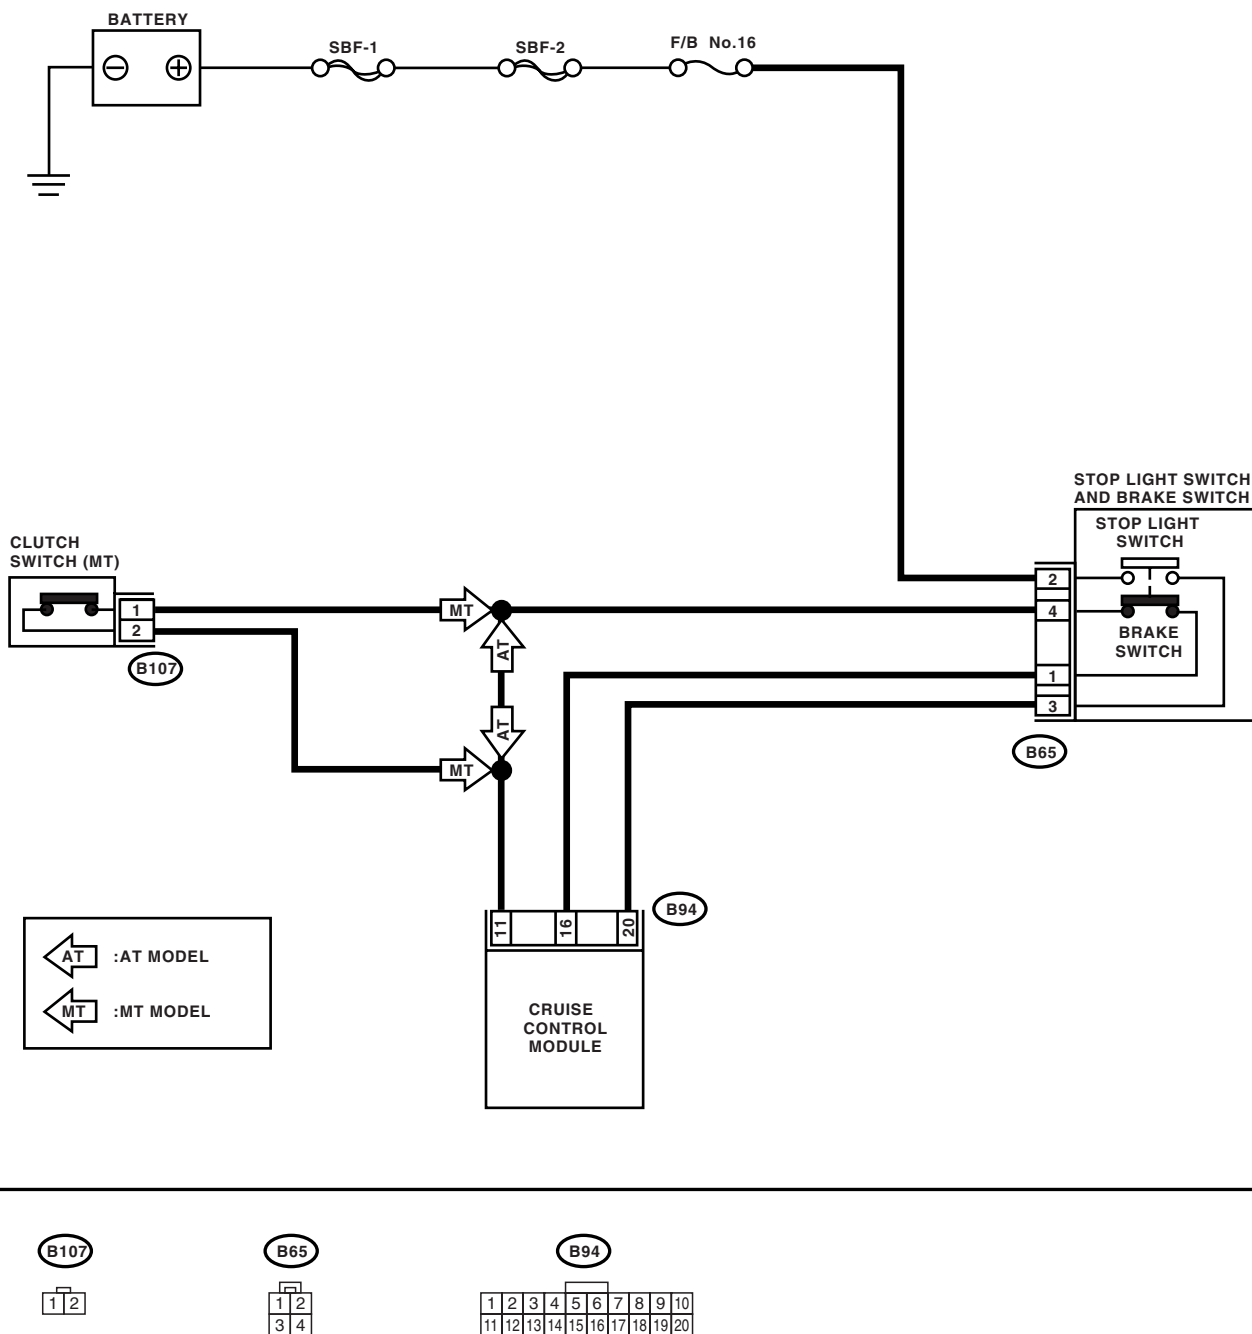 BATTERY
SBF-1
SBF-2
F/B No.16
STOP LIGHT SWITCH
AND BRAKE SWITCH
STOP LIGHT
SWITCH
2
4
BRAKE
SWITCH
1
3
B65
CLUTCH
SWITCH (MT)
1
2
B107
MT
AT
AT
MT
B94
11
16
20
CRUISE
CONTROL
MODULE
AT :AT MODEL
MT :MT MODEL
B107
1 2
B65
1 2
3 4
B94
1 2 3 4 5 6 7 8 9 10
11 12 13 14 15 16 17 18 19 20